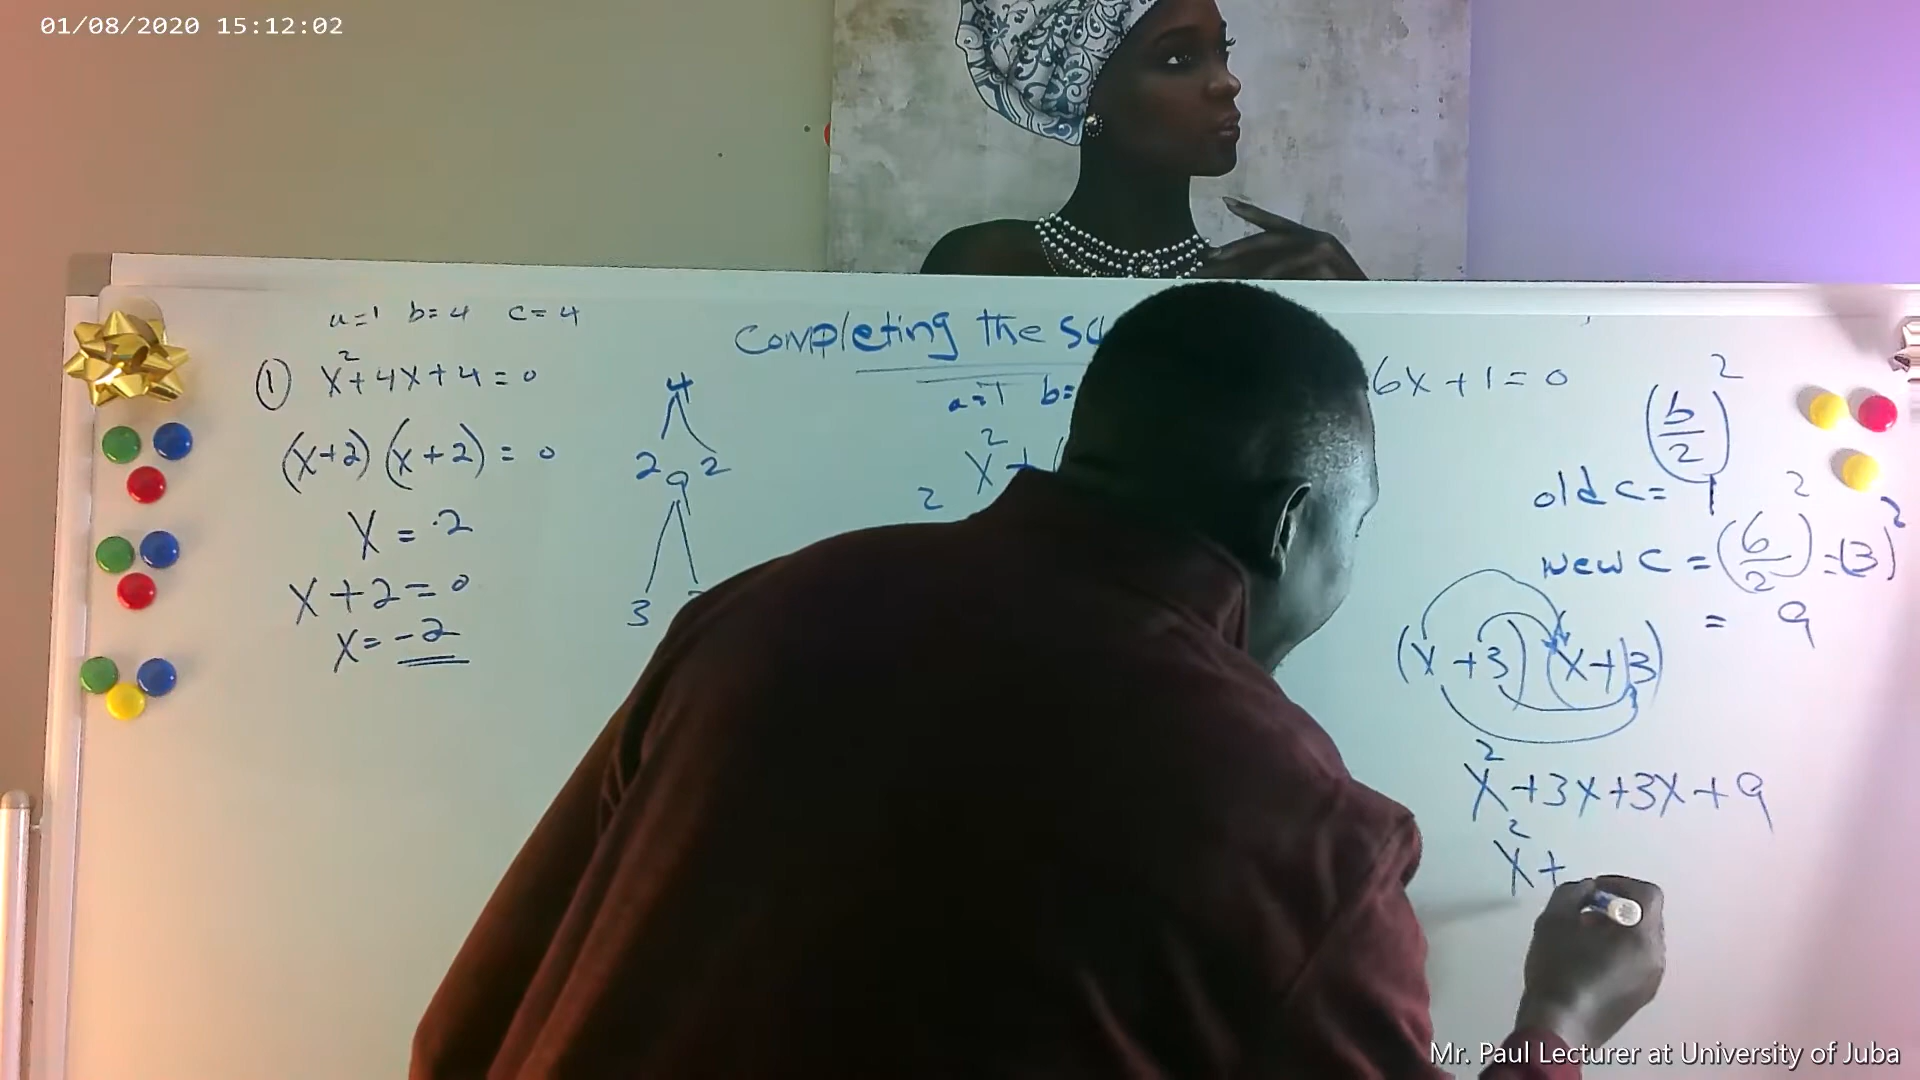 01/08/2020 15:12:02
a=1 b=4 c=4
① x²+4x+4=0
(x+2)(x+2)=0
x=·2
x+2=0
x=-2
4
2 2
9
3
Completing the
a=1 b=
x²+
2
6x+1=0
(b/2)²
old c= 1
new c=(6/2)²=(3)²
= 9
(x+3)(x+3)
x²+3x+3x+9
x²+
Mr. Paul Lecturer at University of Juba